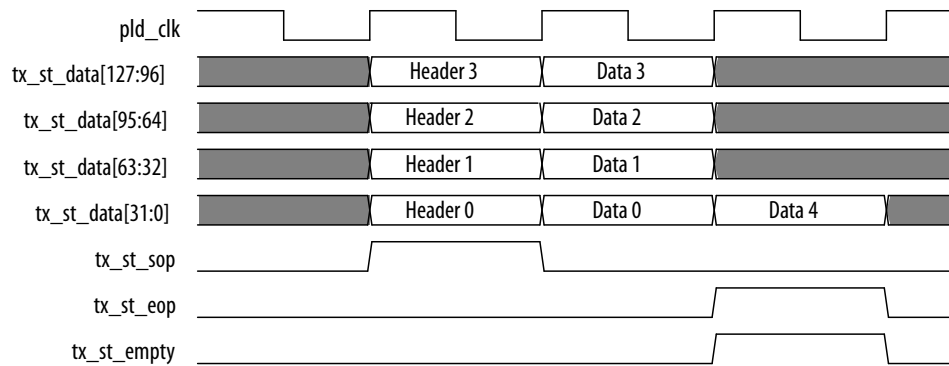 pld_clk
tx_st_data[127:96] Header 3 Data 3
tx_st_data[95:64] Header 2 Data 2
tx_st_data[63:32] Header 1 Data 1
tx_st_data[31:0] Header 0 Data 0 Data 4
tx_st_sop
tx_st_eop
tx_st_empty